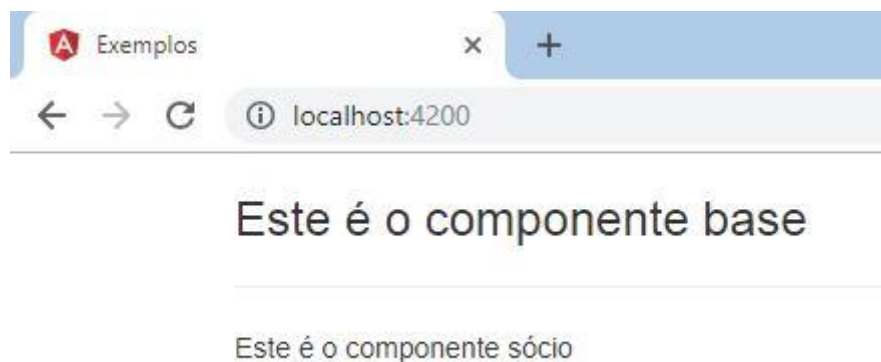 Exemplos
localhost:4200
Este é o componente base
Este é o componente sócio